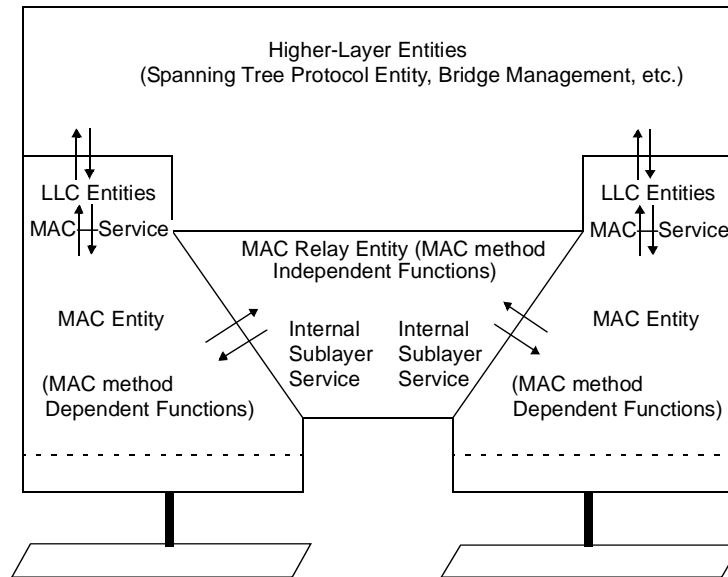 Higher-Layer Entities
(Spanning Tree Protocol Entity, Bridge Management, etc.)
LLC Entities
MAC Service
LLC Entities
MAC Service
MAC Relay Entity (MAC method
Independent Functions)
MAC Entity
(MAC method
Dependent Functions)
Internal
Sublayer
Service
Internal
Sublayer
Service
MAC Entity
(MAC method
Dependent Functions)